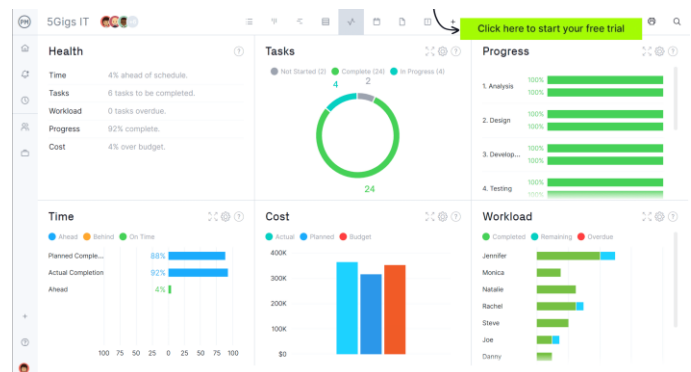 PM
5Gigs IT
Click here to start your free trial
Health
Time 4% ahead of schedule.
Tasks 6 tasks to be completed.
Workload 0 tasks overdue.
Progress 92% complete.
Cost 4% over budget.
Tasks
Not Started (2) Complete (24) In Progress (4)
4 2
24
Progress
1. Analysis 100%
100%
2. Design 100%
100%
3. Develop... 100%
100%
4. Testing 100%
100%
Time
Ahead Behind On Time
Planned Comple... 88%
Actual Completion 92%
Ahead 4%
100 75 50 25 0 25 50 75 100
Cost
Actual Planned Budget
400K
300K
200K
100K
$0
Workload
Completed Remaining Overdue
Jennifer
Monica
Natalie
Rachel
Steve
Joe
Danny